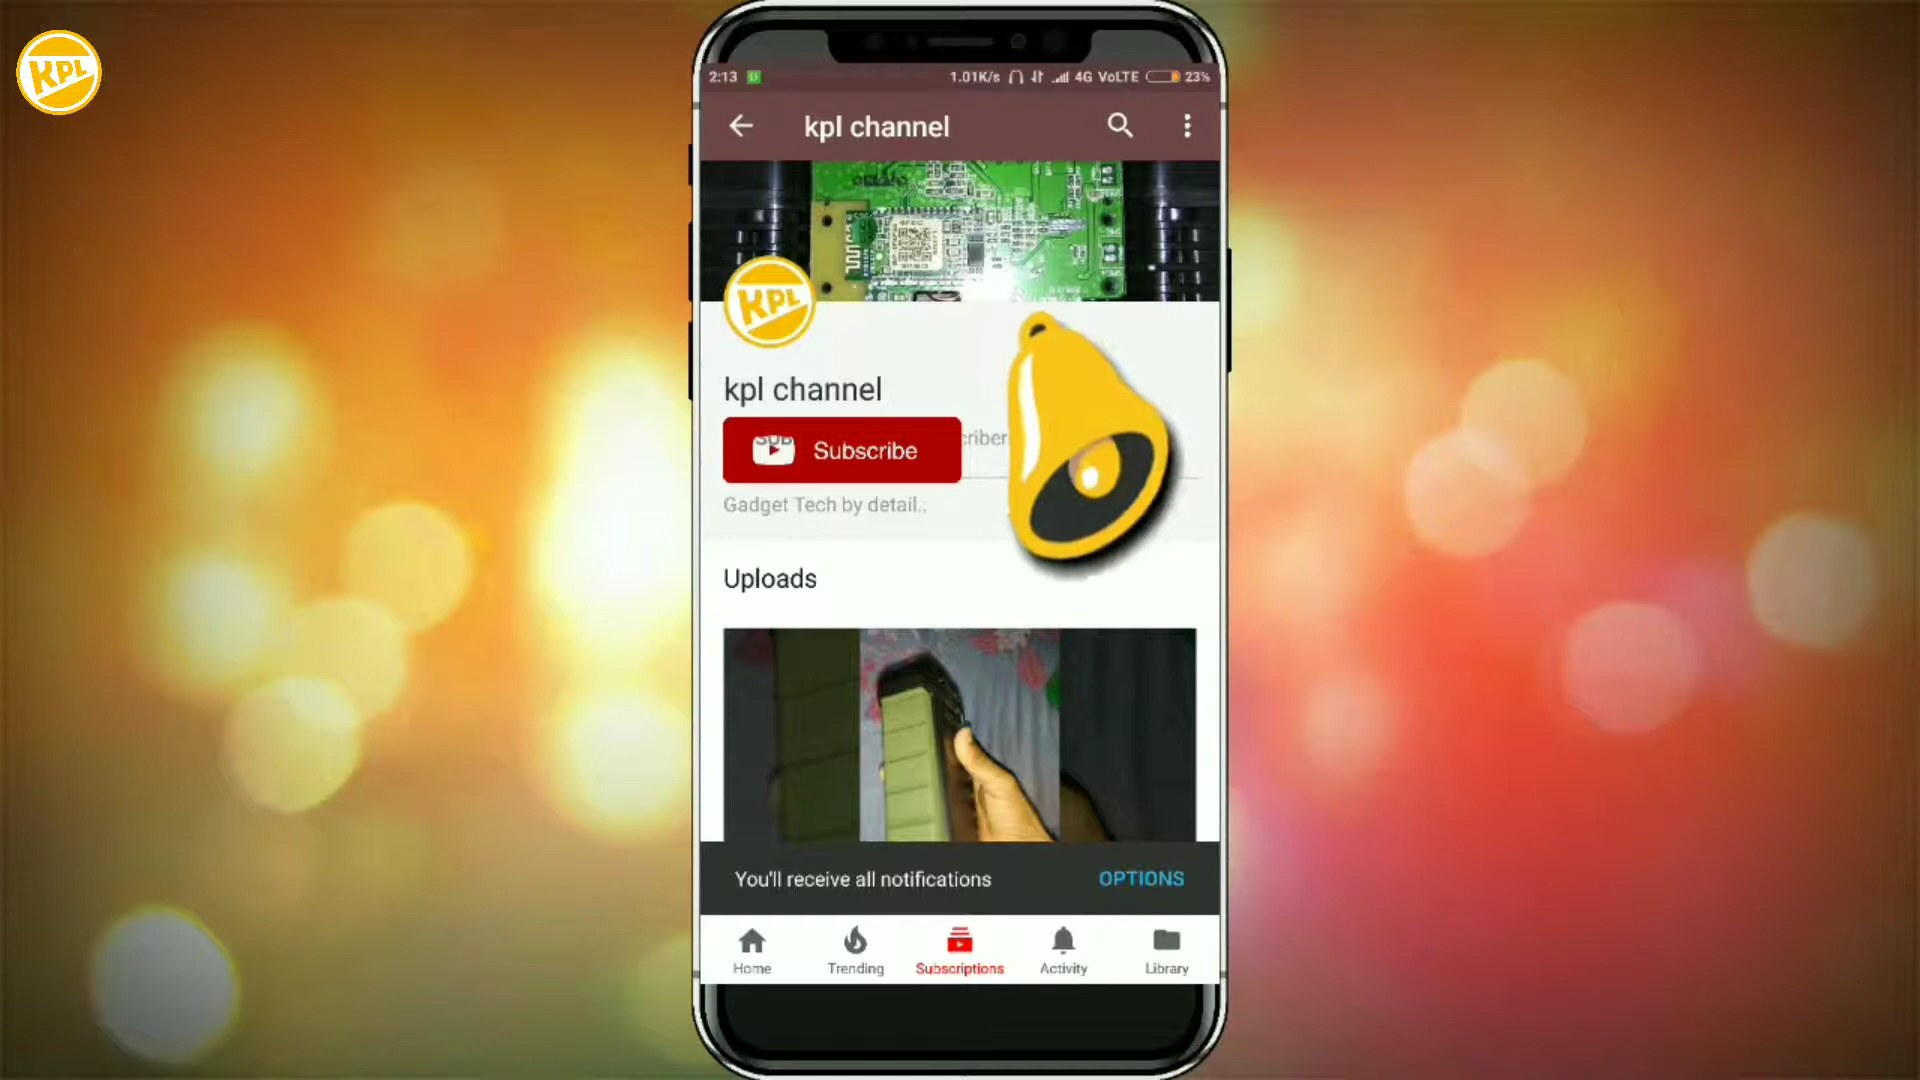 KPL
2:13 1.01K/s 4G VoLTE 23%
kpl channel
KPL
kpl channel
Subscribe
Gadget Tech by detail..
Uploads
You'll receive all notifications OPTIONS
Home Trending Subscriptions Activity Library